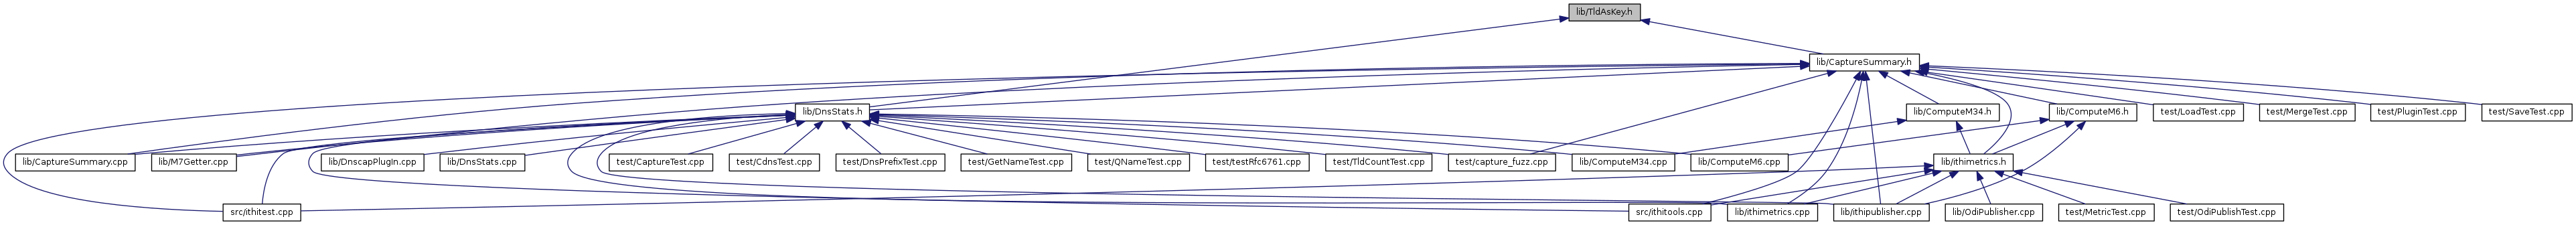 lib/TldAsKey.h
lib/CaptureSummary.h
lib/DnsStats.h
lib/ComputeM34.h
lib/ComputeM6.h
test/LoadTest.cpp
test/MergeTest.cpp
test/PluginTest.cpp
test/SaveTest.cpp
lib/CaptureSummary.cpp
lib/M7Getter.cpp
lib/DnscapPlugIn.cpp
lib/DnsStats.cpp
test/CaptureTest.cpp
test/CdnsTest.cpp
test/DnsPrefixTest.cpp
test/GetNameTest.cpp
test/QNameTest.cpp
test/testRfc6761.cpp
test/TldCountTest.cpp
test/capture_fuzz.cpp
lib/ComputeM34.cpp
lib/ComputeM6.cpp
lib/ithimetrics.h
src/ithitest.cpp
src/ithitools.cpp
lib/ithimetrics.cpp
lib/ithipublisher.cpp
lib/OdiPublisher.cpp
test/MetricTest.cpp
test/OdiPublishTest.cpp